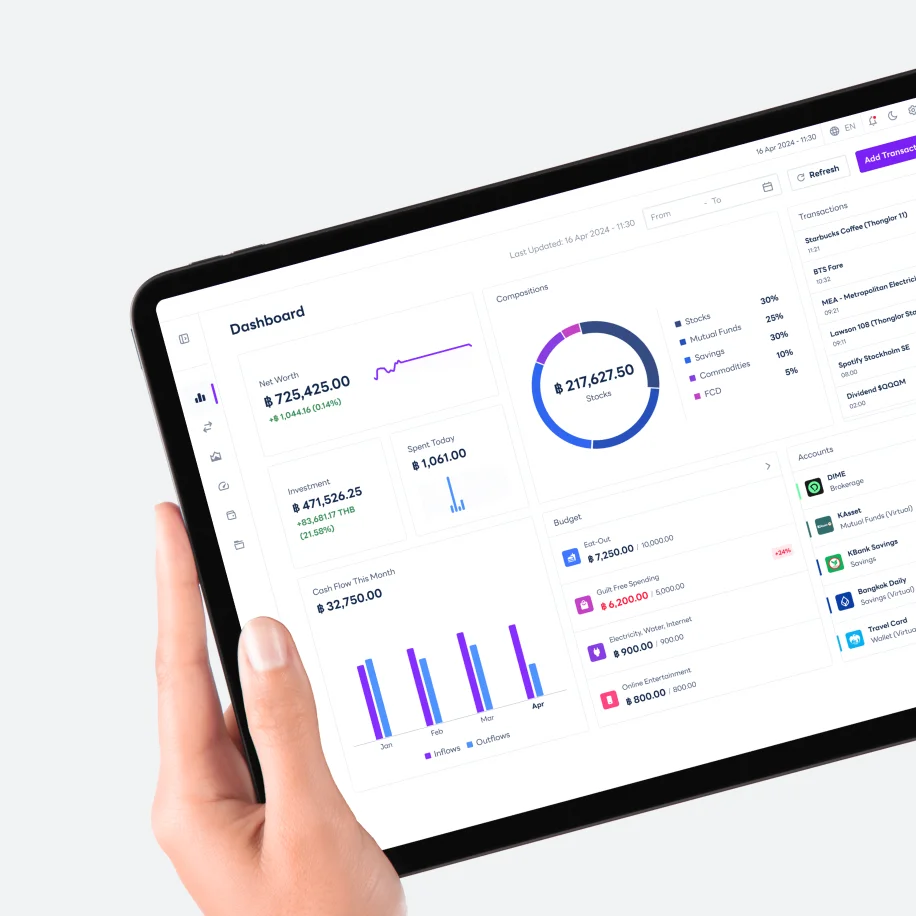 16 Apr 2024 - 11:30
EN
Last Updated: 16 Apr 2024 - 11:30
From - To
Refresh
Add
Dashboard
Net Worth
฿ 725,425.00
+฿ 1,044.16 (0.14%)
Investment
฿ 471,526.25
+83,681.17 THB
(21.58%)
Spent Today
฿ 1,061.00
Cash Flow This Month
฿ 32,750.00
Jan
Feb
Mar
Apr
Inflows
Outflows
Compositions
฿ 217,627.50
Stocks
Stocks 30%
Mutual Funds 25%
Savings 30%
Commodities 10%
FCD 5%
Budget
Eat-Out
฿ 7,250.00 / 10,000.00
Guilt Free Spending
฿ 6,200.00 / 5,000.00
+24%
Electricity, Water, Internet
฿ 900.00 / 900.00
Online Entertainment
฿ 800.00 / 800.00
Transactions
Starbucks Coffee (Thonglor 11)
11:21
BTS Fare
10:32
MEA - Metropolitan
09:21
Lawson 108 (Thonglor
09:11
Spotify Stockholm SE
08:00
Dividend $QQQM
02:00
Accounts
DIME
Brokerage
KAsset
Mutual Funds (Virtual)
KBank Savings
Savings
Bangkok Daily
Savings (Virtual)
Travel Card
Wallet